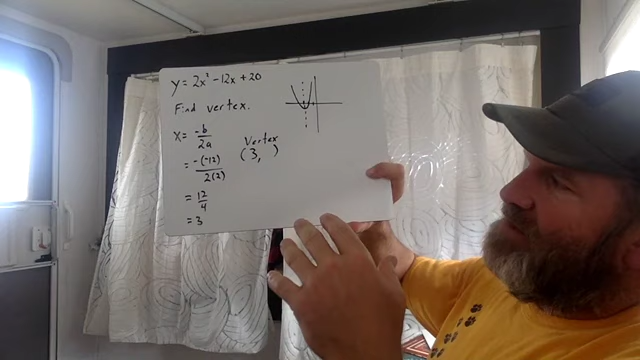 y = 2x² - 12x + 20
Find vertex.
x = -b/2a
= -(-12)/2(2)
= 12/4
= 3
Vertex
(3, )